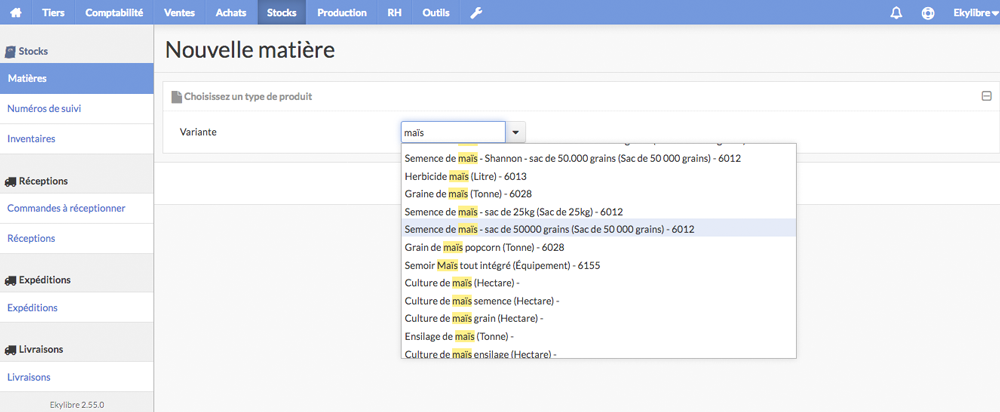 Tiers Comptabilité Ventes Achats Stocks Production RH Outils Ekylibre
Stocks
Matières
Numéros de suivi
Inventaires
Réceptions
Commandes à réceptionner
Réceptions
Expéditions
Expéditions
Livraisons
Livraisons
Ekylibre 2.55.0
Nouvelle matière
Choisissez un type de produit
Variante
maïs
Semence de maïs - Shannon - sac de 50.000 grains (Sac de 50 000 grains) - 6012
Herbicide maïs (Litre) - 6013
Graine de maïs (Tonne) - 6028
Semence de maïs - sac de 25kg (Sac de 25kg) - 6012
Semence de maïs - sac de 50000 grains (Sac de 50 000 grains) - 6012
Grain de maïs popcorn (Tonne) - 6028
Semoir Maïs tout intégré (Équipement) - 6155
Culture de maïs (Hectare) -
Culture de maïs semence (Hectare) -
Culture de maïs grain (Hectare) -
Ensilage de maïs (Tonne) -
Culture de maïs ensilage (Hectare) -